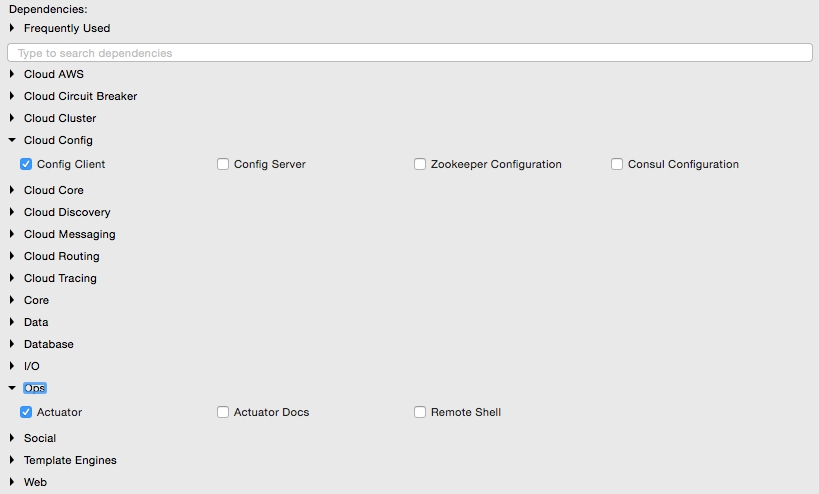 Dependencies:
Frequently Used
Type to search dependencies
Cloud AWS
Cloud Circuit Breaker
Cloud Cluster
Cloud Config
Config Client Config Server Zookeeper Configuration Consul Configuration
Cloud Core
Cloud Discovery
Cloud Messaging
Cloud Routing
Cloud Tracing
Core
Data
Database
I/O
Ops
Actuator Actuator Docs Remote Shell
Social
Template Engines
Web